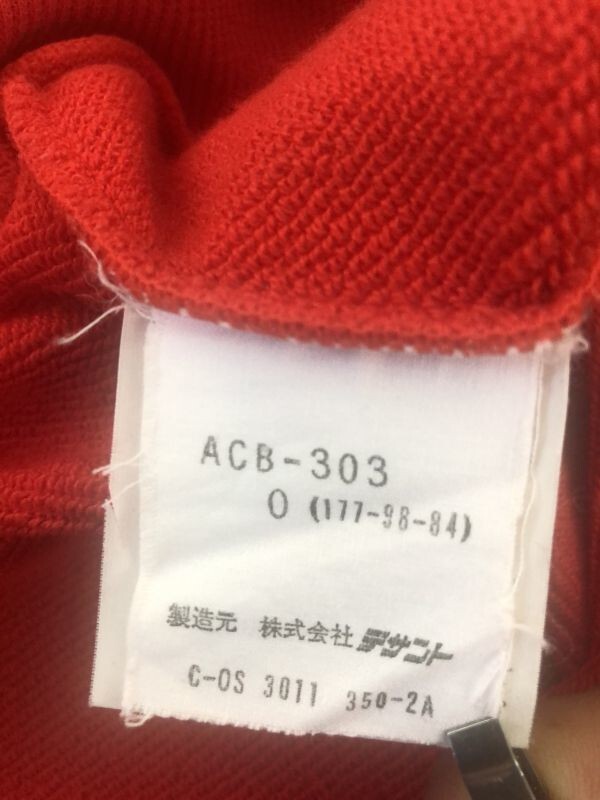 ACB-303
O (177-98-84)
製造元 株式会社 デサント
C-OS 3011 350-2A